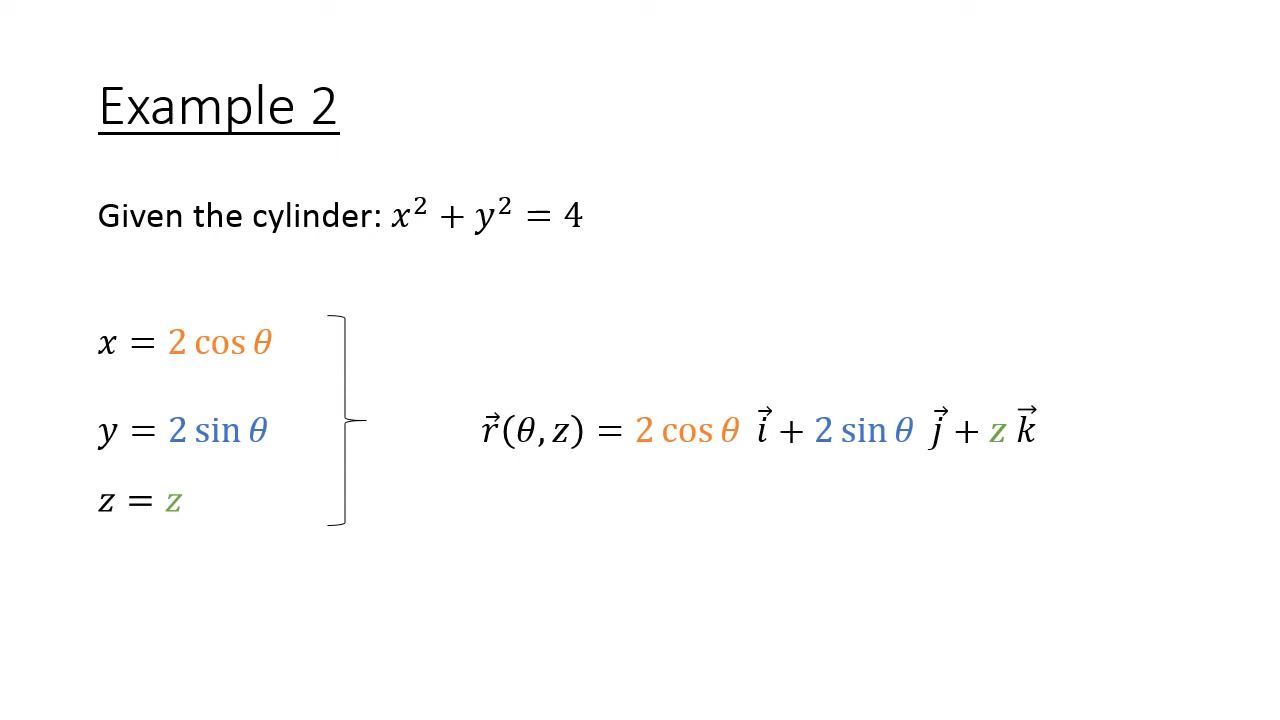 Example 2
Given the cylinder: 𝑥² + 𝑦² = 4
𝑥 = 2 cos 𝜃
𝑦 = 2 sin 𝜃
𝑧 = 𝑧
𝑟⃗(𝜃, 𝑧) = 2 cos 𝜃 𝑖⃗ + 2 sin 𝜃 𝑗⃗ + 𝑧 𝑘⃗